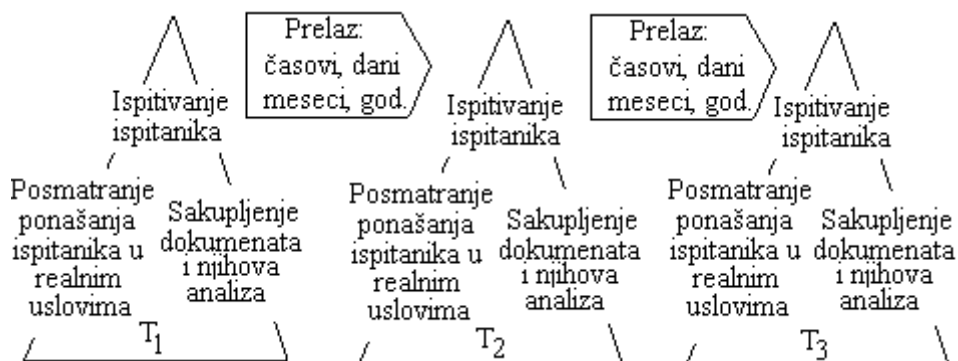 Ispitivanje
ispitanika
Posmatranje
ponašanja
ispitanika u
realnim
uslovima
Sakupljenje
dokumenata
i njihova
analiza
T1
Prelaz:
časovi, dani
meseci, god.
Ispitivanje
ispitanika
Posmatranje
ponašanja
ispitanika u
realnim
uslovima
Sakupljenje
dokumenata
i njihova
analiza
T2
Prelaz:
časovi, dani
meseci, god.
Ispitivanje
ispitanika
Posmatranje
ponašanja
ispitanika u
realnim
uslovima
Sakupljenje
dokumenata
i njihova
analiza
T3